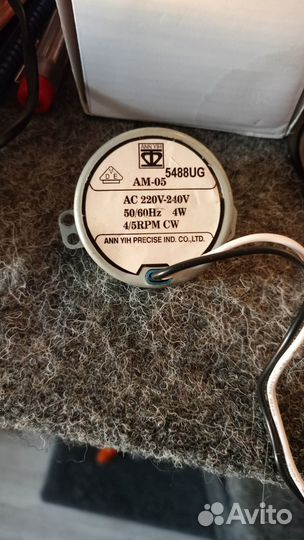 ANN YIH
5488UG
VDE
AM-05
AC 220V-240V
50/60Hz 4W
4/5RPM CW
ANN YIH PRECISE IND. CO.,LTD.
Avito